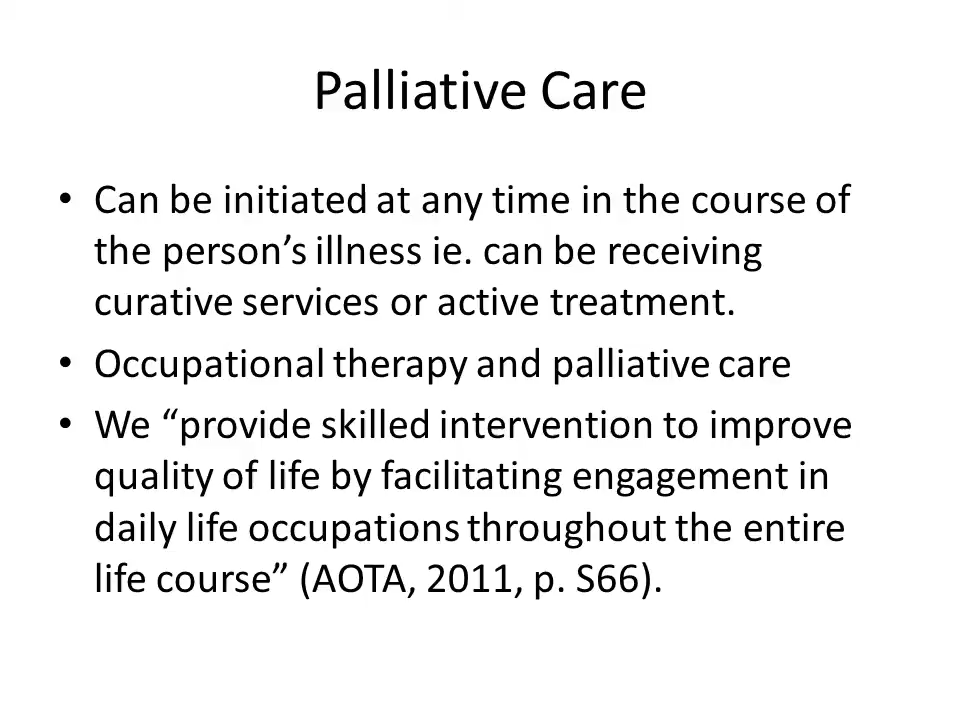 Palliative Care
• Can be initiated at any time in the course of
the person’s illness ie. can be receiving
curative services or active treatment.
• Occupational therapy and palliative care
• We “provide skilled intervention to improve
quality of life by facilitating engagement in
daily life occupations throughout the entire
life course” (AOTA, 2011, p. S66).